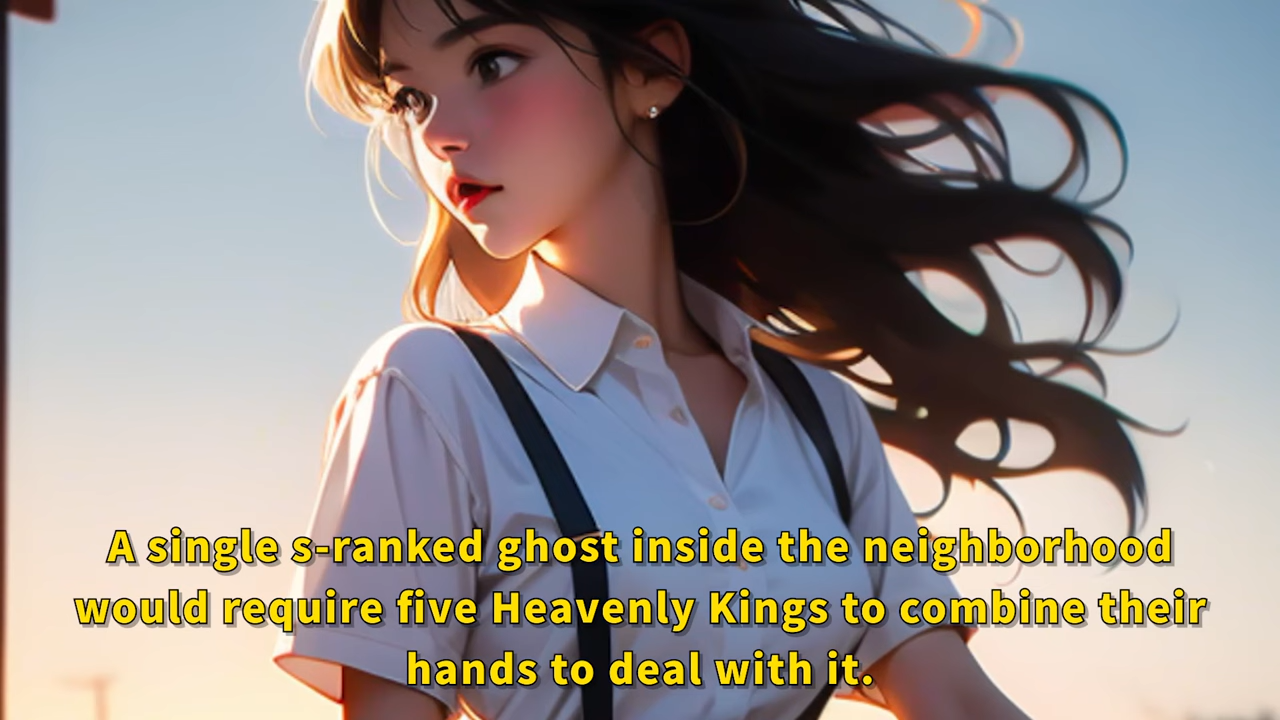 A single s-ranked ghost inside the neighborhood
would require five Heavenly Kings to combine their
hands to deal with it.